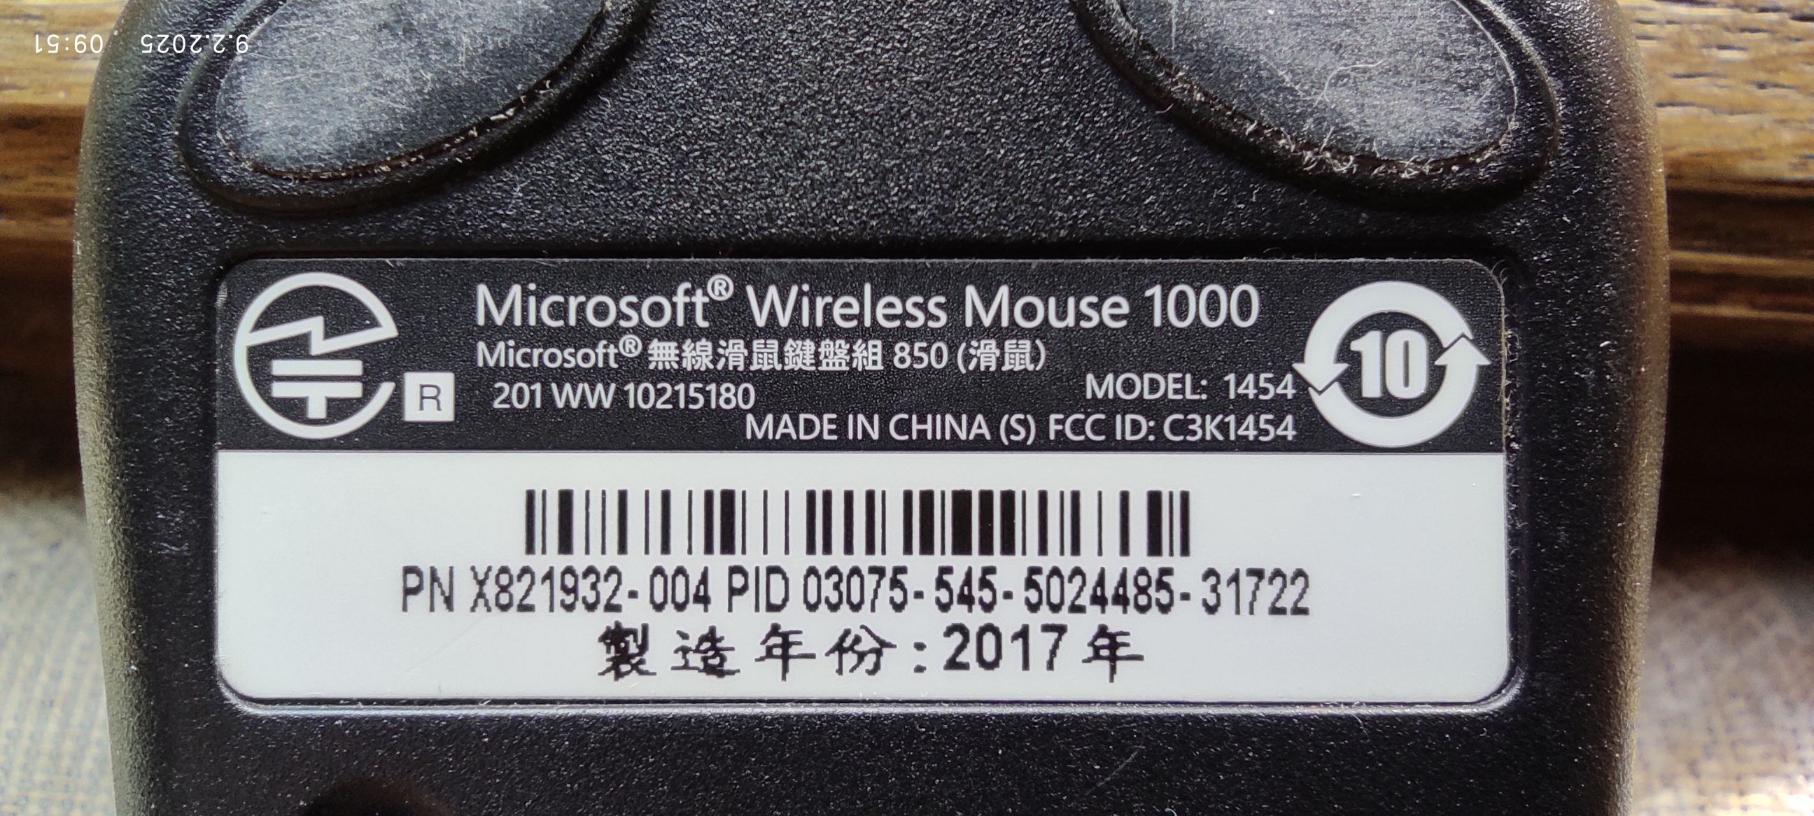 9.2.2025 09:51
Microsoft® Wireless Mouse 1000
Microsoft® 無線滑鼠鍵盤組 850 (滑鼠)
R
201 WW 10215180
MODEL: 1454
MADE IN CHINA (S) FCC ID: C3K1454
10
PN X821932-004 PID 03075-545-5024485-31722
製造年份:2017年